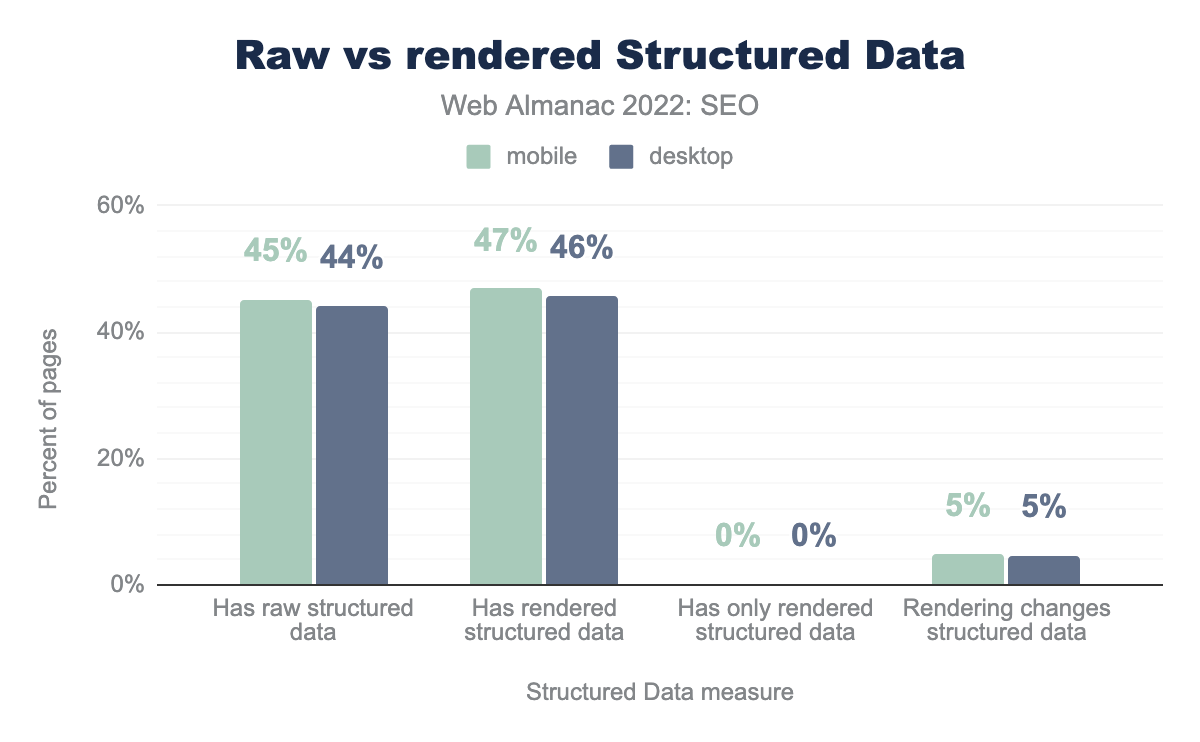 Raw vs rendered Structured Data
Web Almanac 2022: SEO
mobile desktop
60%
40%
20%
0%
Percent of pages
45% 44%
47% 46%
0% 0%
5% 5%
Has raw structured
data
Has rendered
structured data
Has only rendered
structured data
Rendering changes
structured data
Structured Data measure